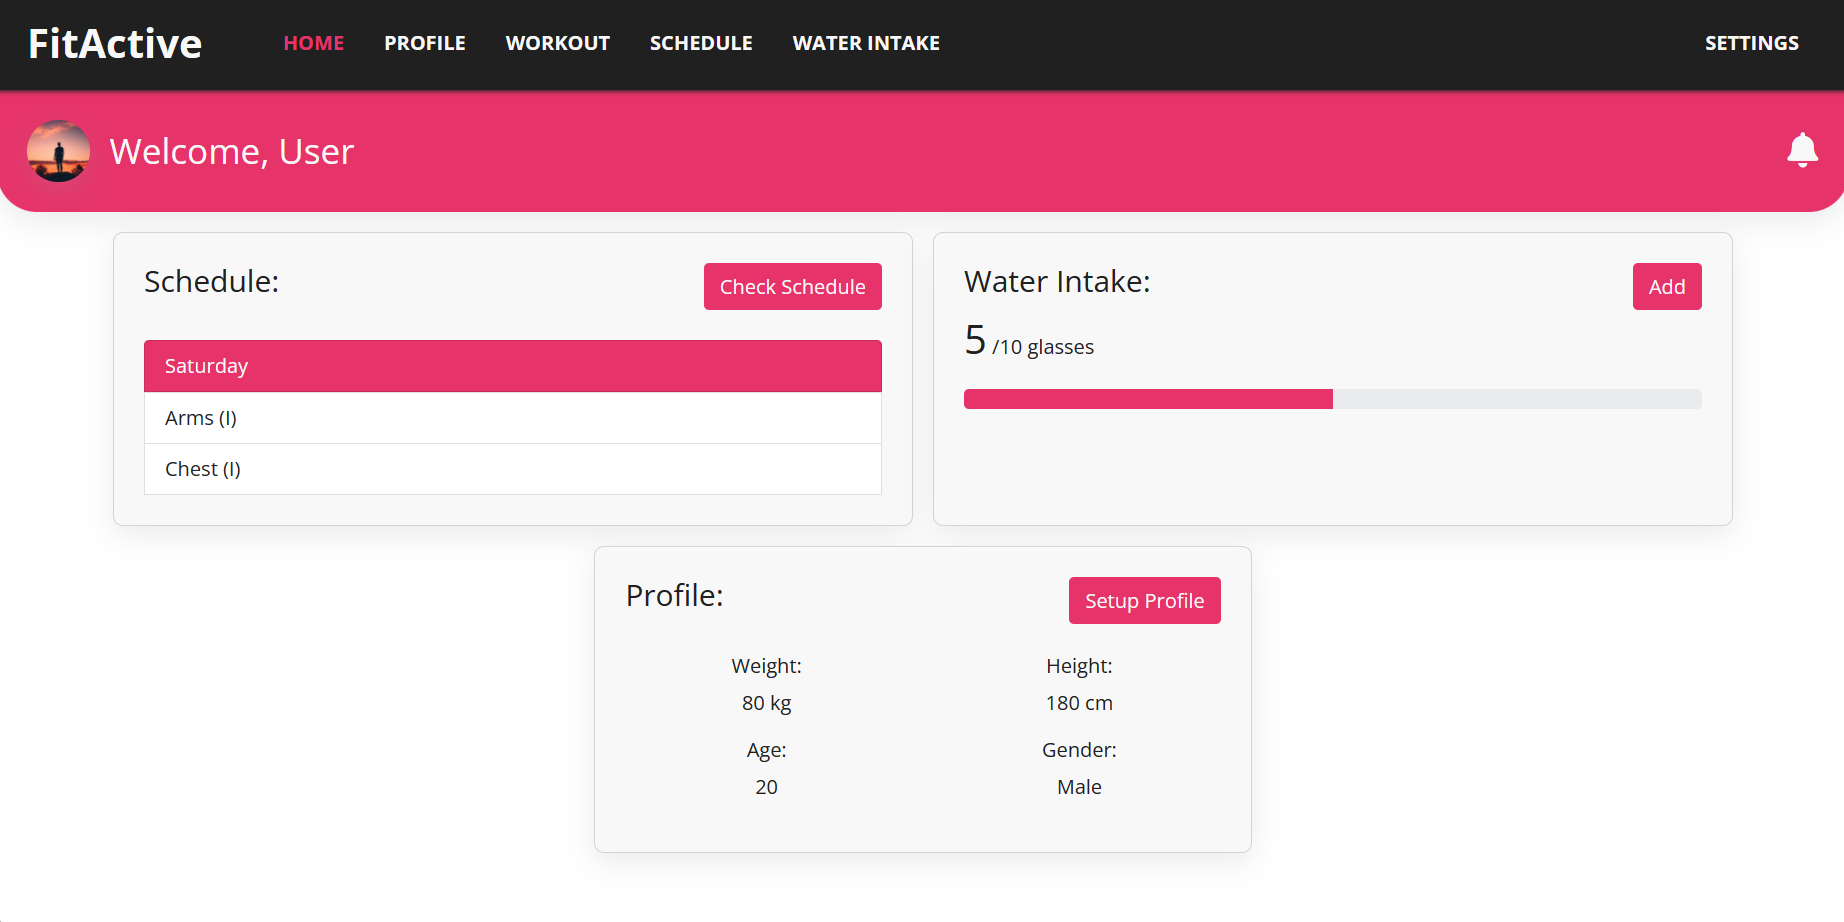 FitActive
HOME
PROFILE
WORKOUT
SCHEDULE
WATER INTAKE
SETTINGS
Welcome, User
Schedule:
Check Schedule
Saturday
Arms (I)
Chest (I)
Water Intake:
Add
5 /10 glasses
Profile:
Setup Profile
Weight:
80 kg
Height:
180 cm
Age:
20
Gender:
Male